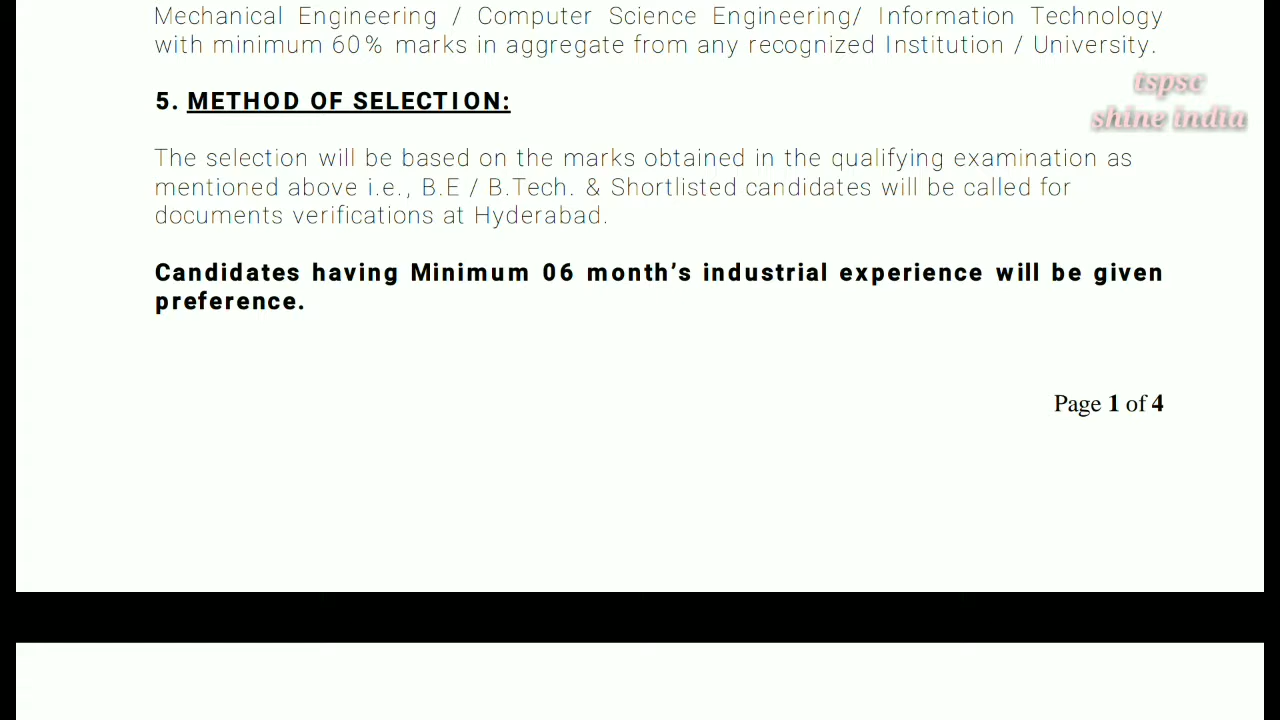 Mechanical Engineering / Computer Science Engineering/ Information Technology
with minimum 60% marks in aggregate from any recognized Institution / University.
tspsc
shine india
5. METHOD OF SELECTION:
The selection will be based on the marks obtained in the qualifying examination as
mentioned above i.e., B.E / B.Tech. & Shortlisted candidates will be called for
documents verifications at Hyderabad.
Candidates having Minimum 06 month's industrial experience will be given
preference.
Page 1 of 4